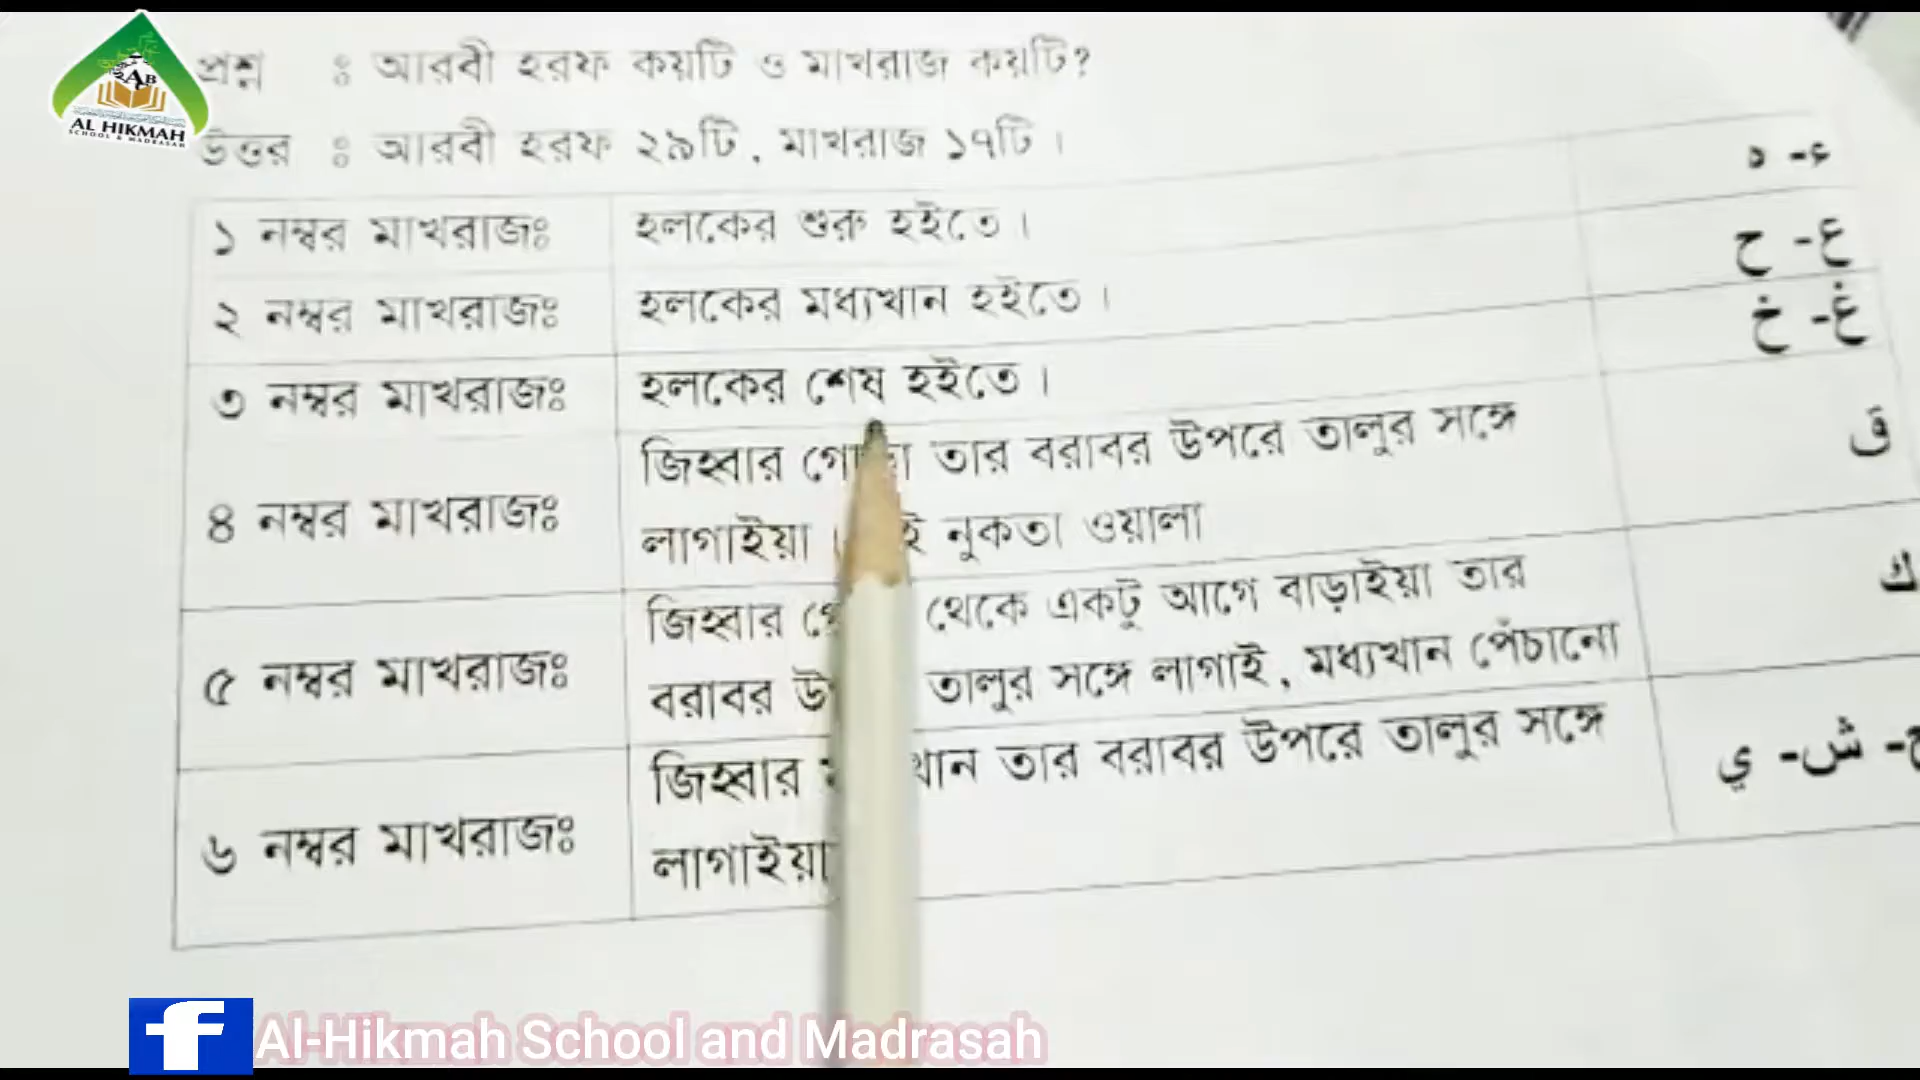 প্রশ্ন ঃ আরবী হরফ কয়টি ও মাখরাজ কয়টি?
AL HIKMAH
SCHOOL & MADRASAH
উত্তর ঃ আরবী হরফ ২৯টি, মাখরাজ ১৭টি।
১ নম্বর মাখরাজঃ হলকের শুরু হইতে। ء- ه
২ নম্বর মাখরাজঃ হলকের মধ্যখান হইতে। ع- ح
৩ নম্বর মাখরাজঃ হলকের শেষ হইতে। غ- خ
জিহ্বার তার বরাবর উপরে তালুর সঙ্গে ق
৪ নম্বর মাখরাজঃ লাগাইয়া নুকতা ওয়ালা
জিহ্বার থেকে একটু আগে বাড়াইয়া তার ك
৫ নম্বর মাখরাজঃ বরাবর তালুর সঙ্গে লাগাই, মধ্যখান পেঁচানো
জিহ্বার তার বরাবর উপরে তালুর সঙ্গে ش- ي
৬ নম্বর মাখরাজঃ লাগাইয়া
f Al-Hikmah School and Madrasah